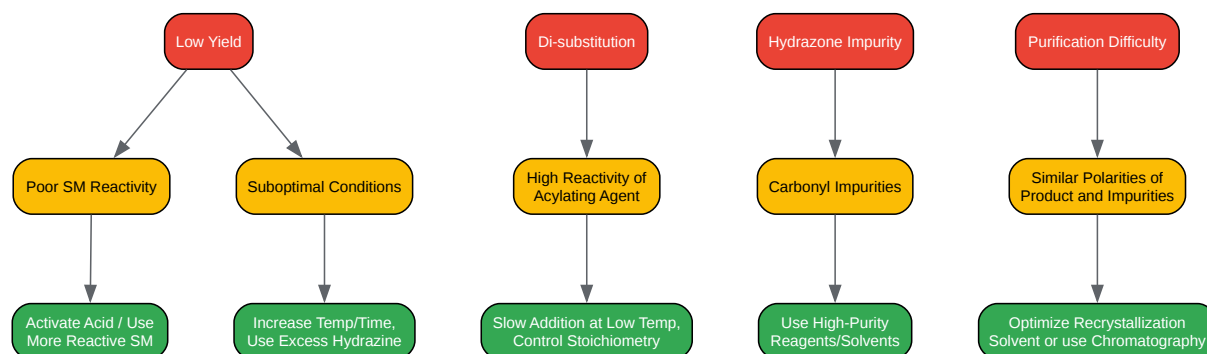 Low Yield
Di-substitution
Hydrazone Impurity
Purification Difficulty
Poor SM Reactivity
Suboptimal Conditions
High Reactivity of
Acylating Agent
Carbonyl Impurities
Similar Polarities of
Product and Impurities
Activate Acid / Use
More Reactive SM
Increase Temp/Time,
Use Excess Hydrazine
Slow Addition at Low Temp,
Control Stoichiometry
Use High-Purity
Reagents/Solvents
Optimize Recrystallization
Solvent or use Chromatography